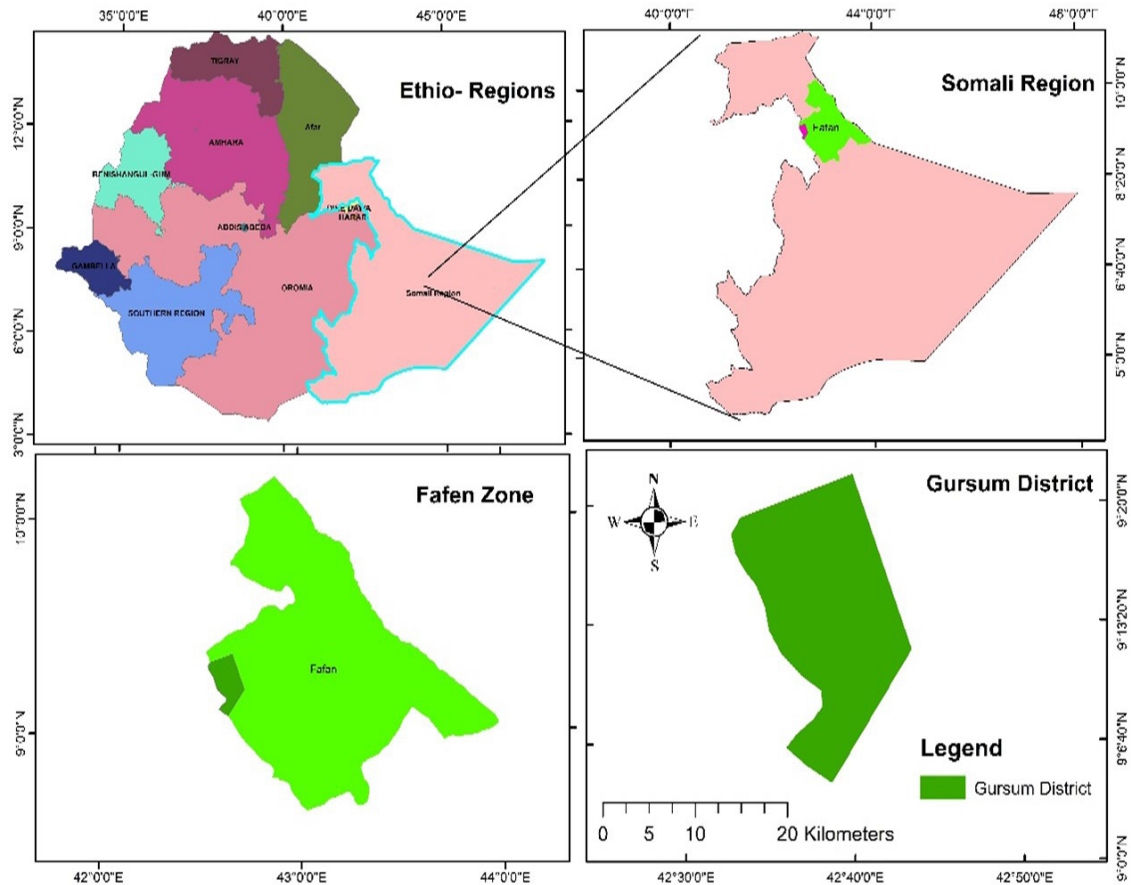 35°0'0"E 40°0'0"E 45°0'0"E
12°0'0"N
9°0'0"N
6°0'0"N
3°0'0"N
Ethio- Regions
TIGRAY
Afar
AMHARA
BENISHANGUL-GUM
DIRE DAWA
HARAR
ADDIS ABEBA
GAMBELLA
OROMIA
Somali Region
SOUTHERN REGION
40°0'0"E 44°0'0"E 48°0'0"E
Somali Region
Fafan
10°0'0"N
8°20'0"N
6°40'0"N
5°0'0"N
Fafen Zone
Fafan
10°0'0"N
9°0'0"N
42°0'0"E 43°0'0"E 44°0'0"E
Gursum District
N
W E
S
Legend
Gursum District
0 5 10 20 Kilometers
9°20'0"N
9°13'20"N
9°6'40"N
9°0'0"N
42°30'0"E 42°40'0"E 42°50'0"E